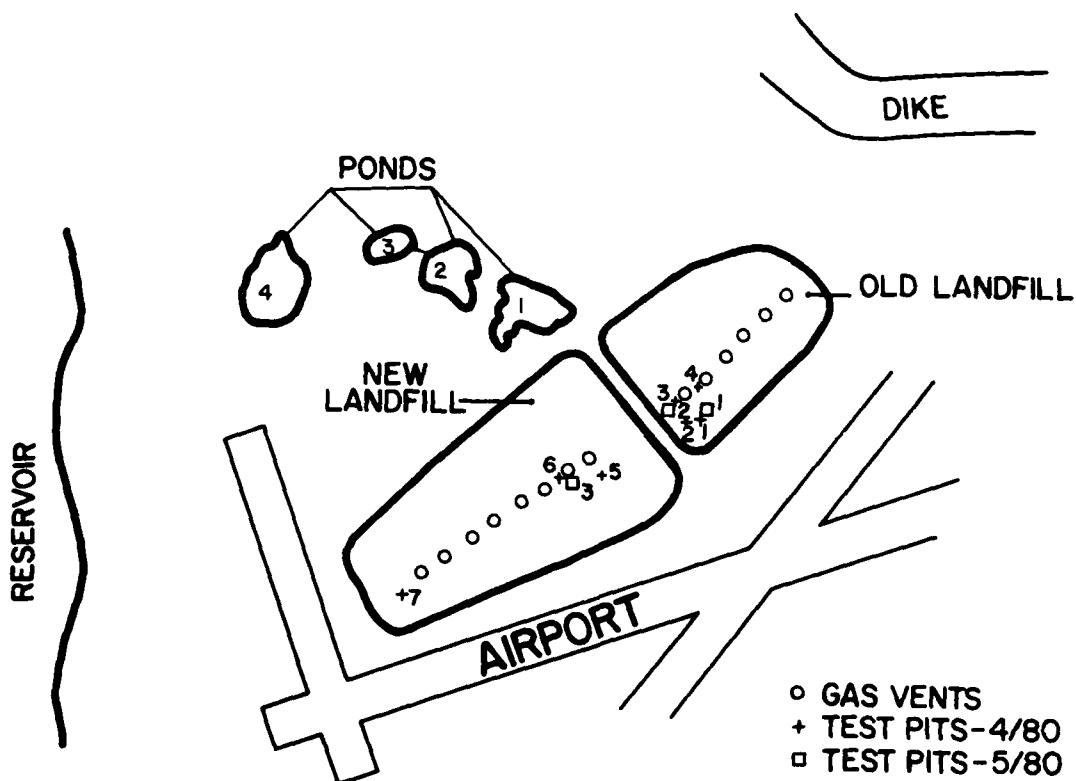 DIKE
PONDS
3
2
4
1
OLD LANDFILL
NEW
LANDFILL
4
3
2
1
2
1
6
5
3
7
RESERVOIR
AIRPORT
GAS VENTS
TEST PITS-4/80
TEST PITS-5/80